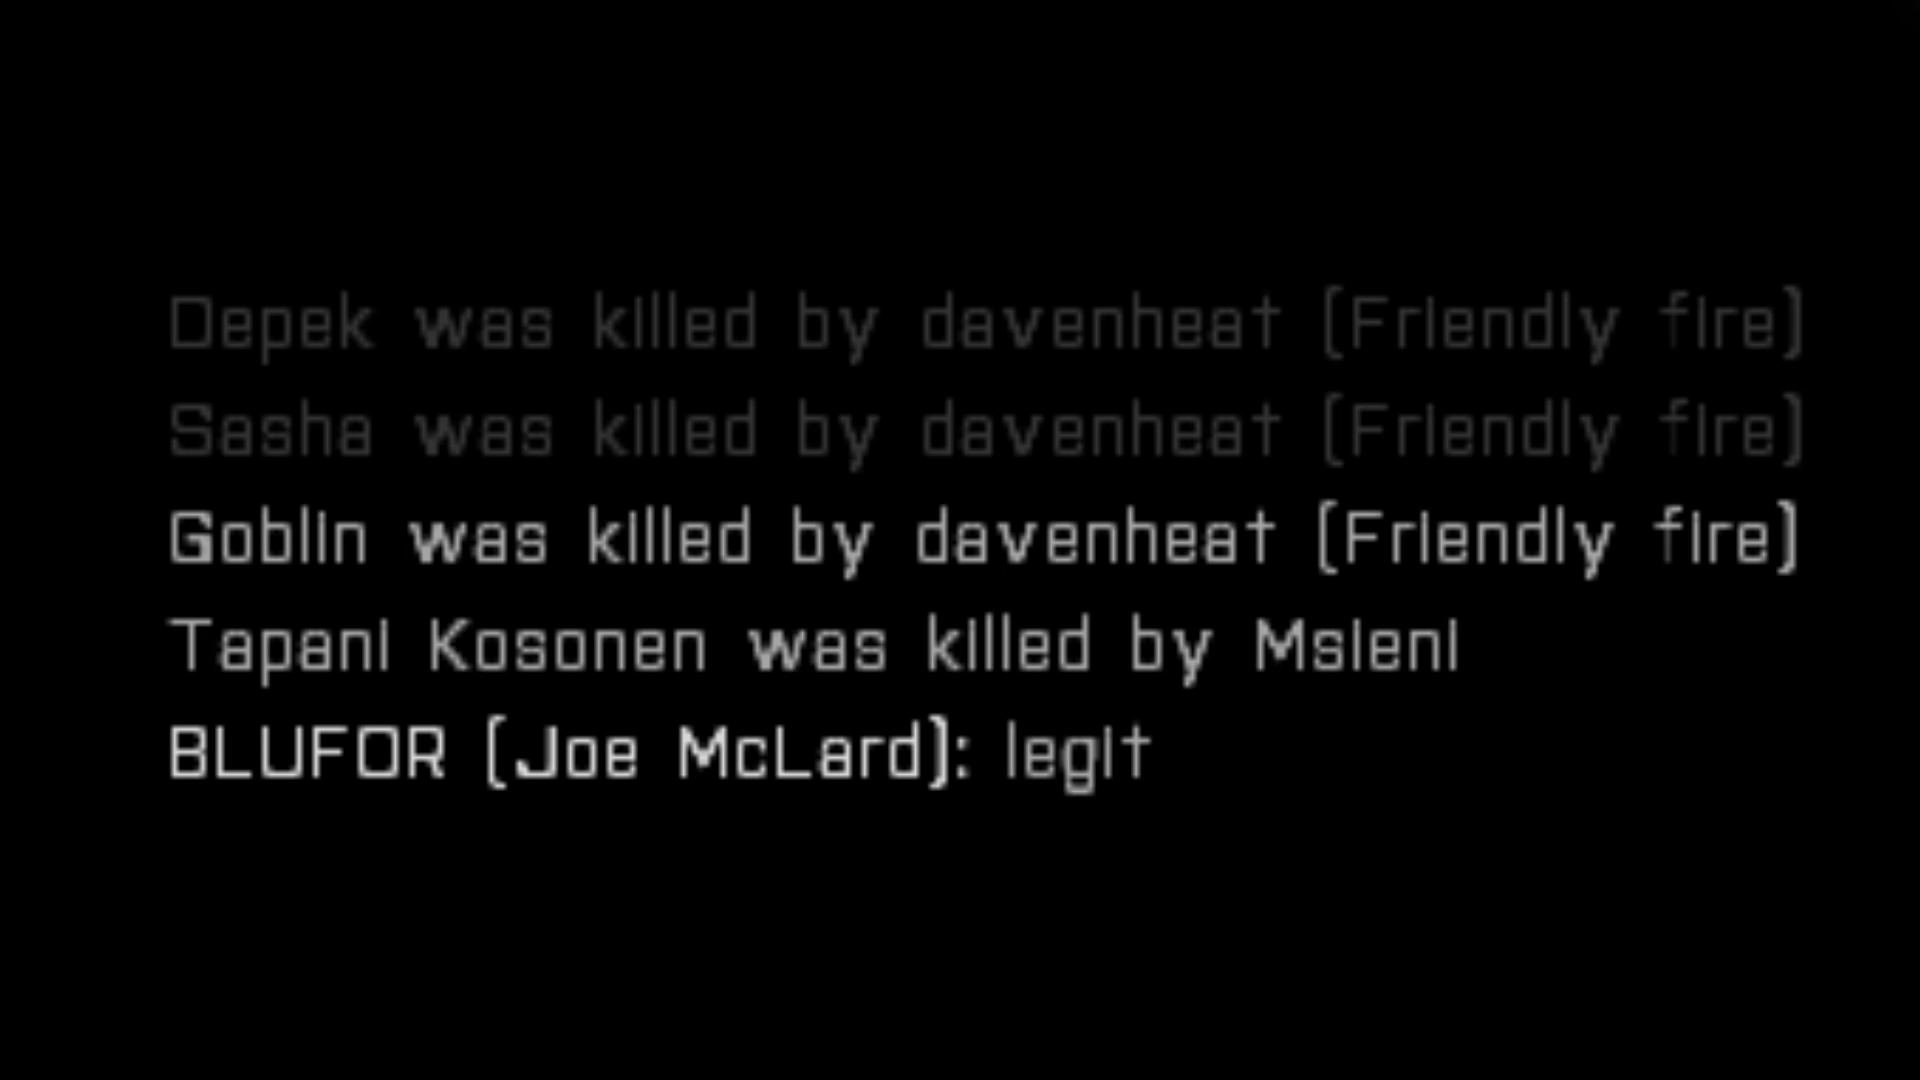 Depek was killed by davenheat (Friendly fire)
Sasha was killed by davenheat (Friendly fire)
Goblin was killed by davenheat (Friendly fire)
Tapani Kosonen was killed by Msieni
BLUFOR (Joe McLard): legit